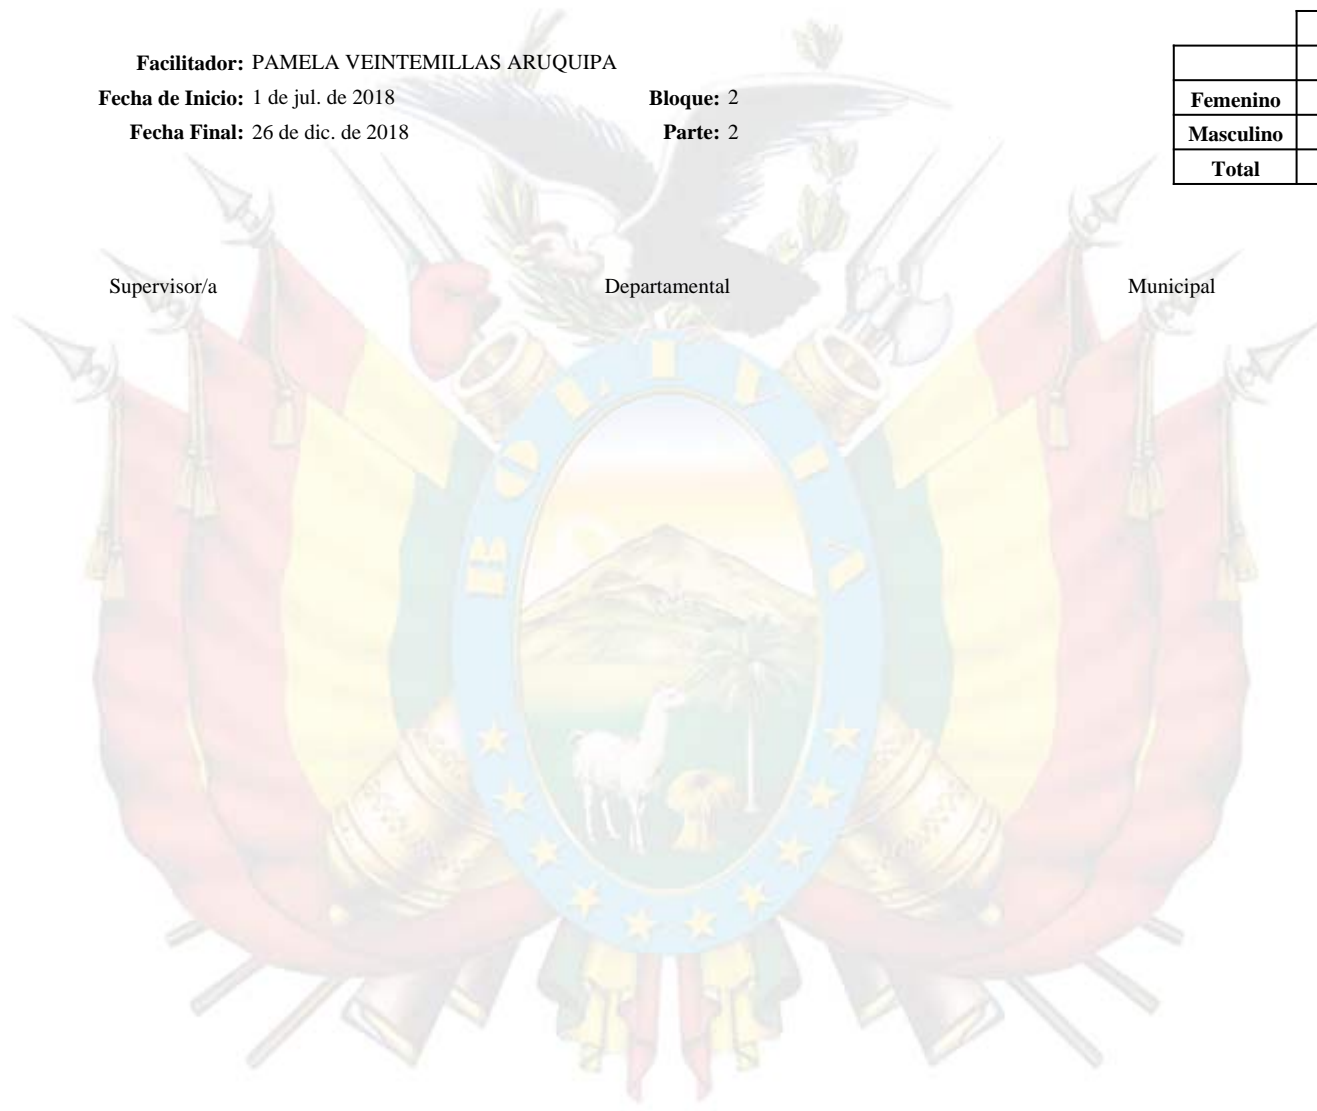 Facilitador: PAMELA VEINTEMILLAS ARUQUIPA
Fecha de Inicio: 1 de jul. de 2018 Bloque: 2
Fecha Final: 26 de dic. de 2018 Parte: 2
Femenino
Masculino
Total
Supervisor/a Departamental Municipal
BOLIVIA